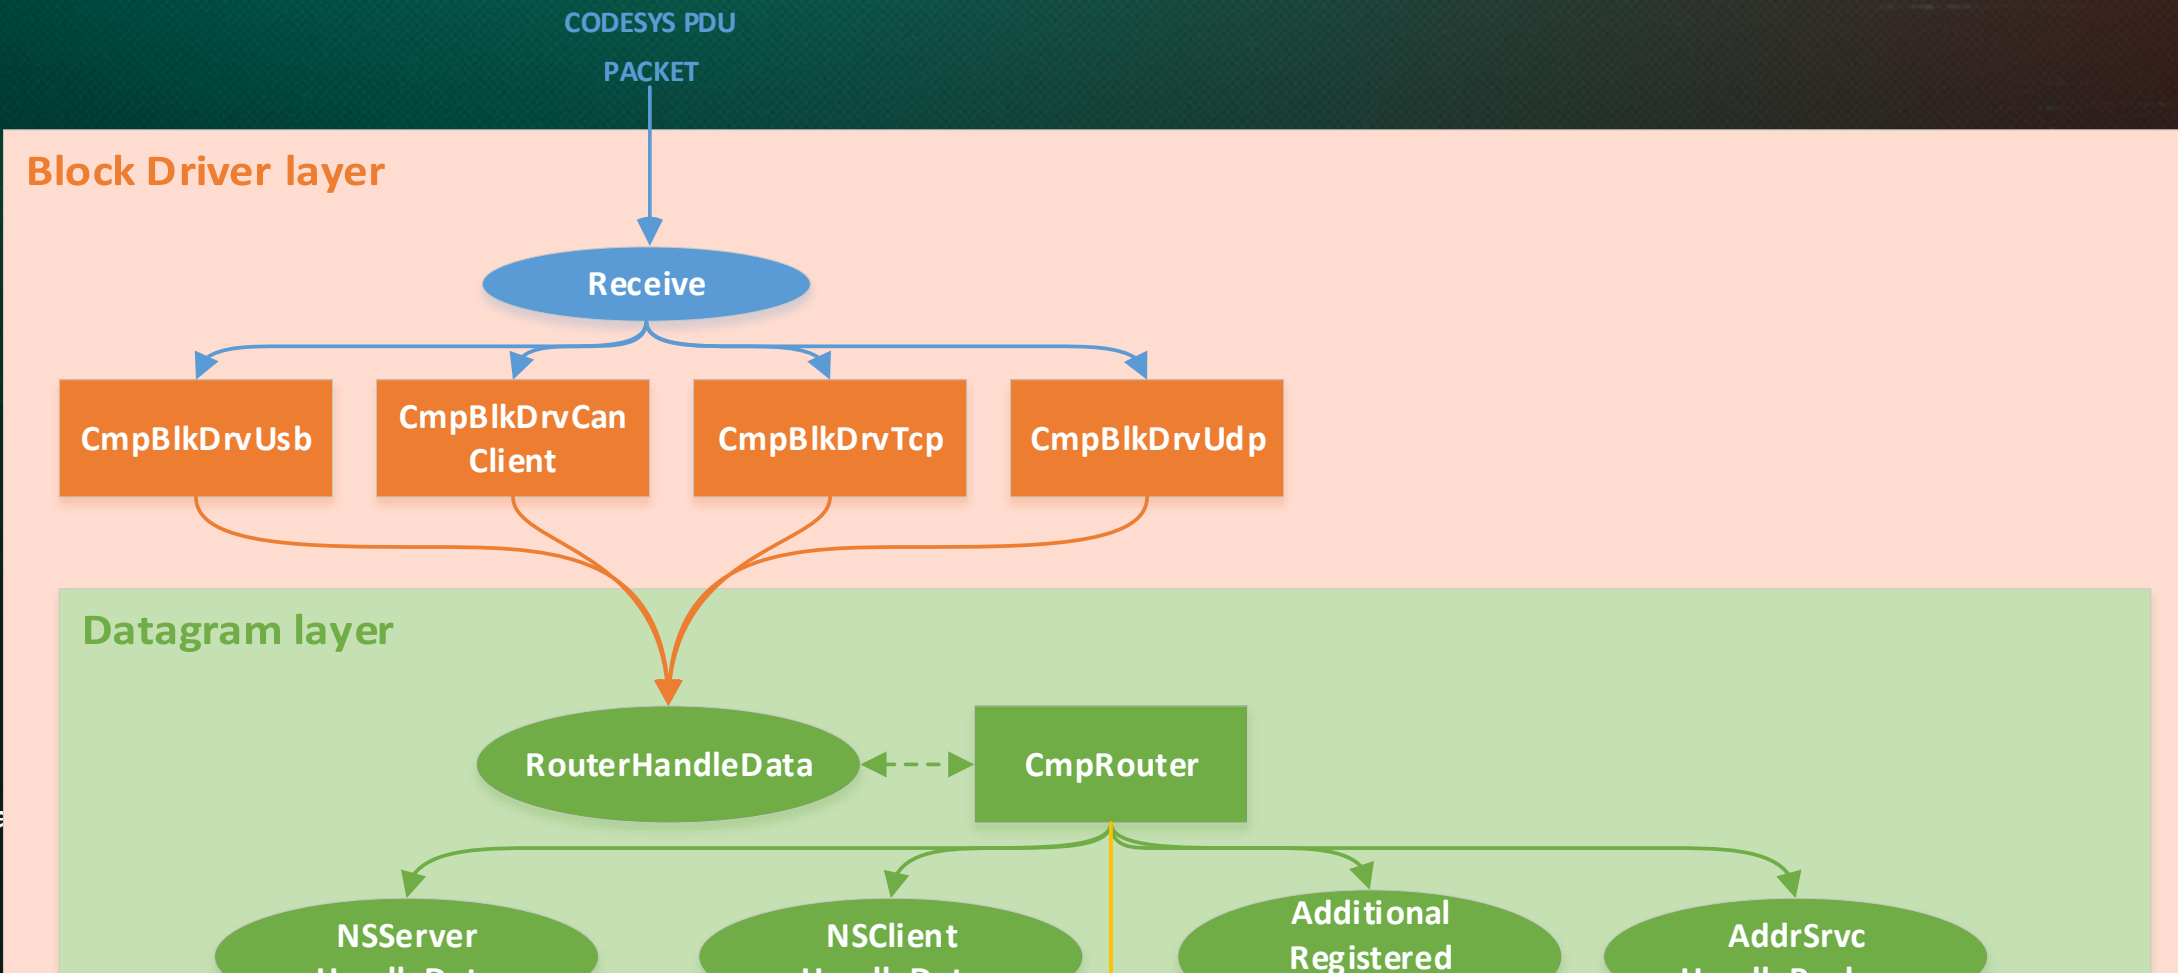 CODESYS PDU
PACKET
Block Driver layer
Receive
CmpBlkDrvUsb
CmpBlkDrvCan
Client
CmpBlkDrvTcp
CmpBlkDrvUdp
Datagram layer
RouterHandleData
CmpRouter
NSServer
NSClient
Additional
Registered
AddrSrvc